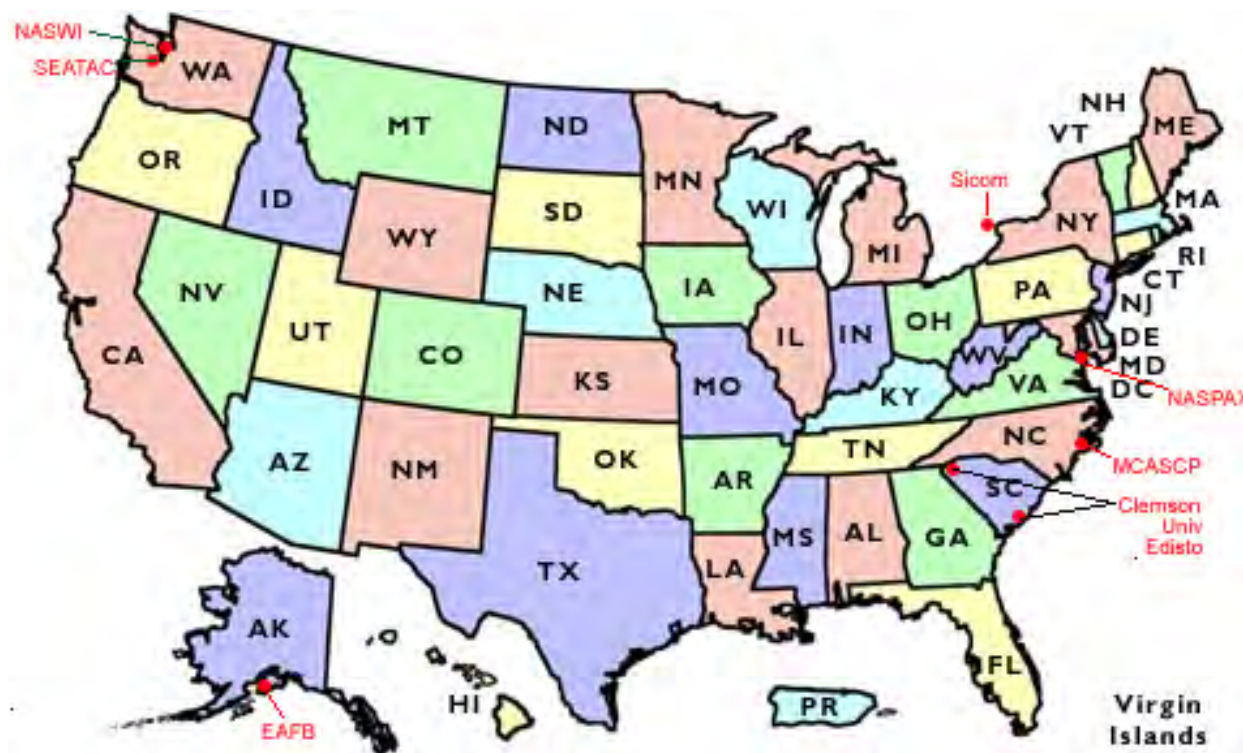 NASWI
SEATAC
WA
MT
ND
MN
NH
VT
ME
OR
ID
SD
WI
Sicom
NY
MA
WY
MI
RI
NV
IA
NE
PA
CT
UT
CO
IL
IN
OH
NJ
CA
KS
MO
WV
DE
MD
KY
VA
DC
NASPAX
AZ
NM
OK
TN
NC
AR
MCASCP
SC
Clemson
Univ
Edisto
MS
AL
GA
TX
LA
AK
FL
HI
PR
EAFB
Virgin
Islands